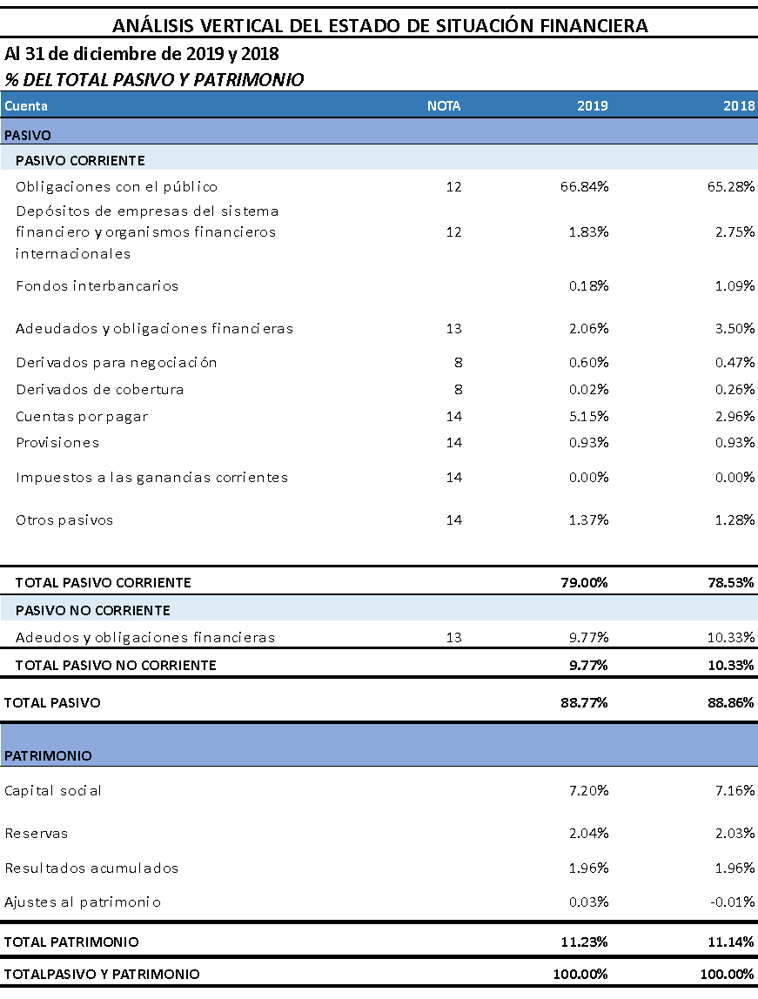 ANÁLISIS VERTICAL DEL ESTADO DE SITUACIÓN FINANCIERA
Al 31 de diciembre de 2019 y 2018
% DEL TOTAL PASIVO Y PATRIMONIO
Cuenta NOTA 2019 2018
PASIVO
PASIVO CORRIENTE
Obligaciones con el público 12 66.84% 65.28%
Depósitos de empresas del sistema
financiero y organismos financieros 12 1.83% 2.75%
internacionales
Fondos interbancarios 0.18% 1.09%
Adeudados y obligaciones financieras 13 2.06% 3.50%
Derivados para negociación 8 0.60% 0.47%
Derivados de cobertura 8 0.02% 0.26%
Cuentas por pagar 14 5.15% 2.96%
Provisiones 14 0.93% 0.93%
Impuestos a las ganancias corrientes 14 0.00% 0.00%
Otros pasivos 14 1.37% 1.28%
TOTAL PASIVO CORRIENTE 79.00% 78.53%
PASIVO NO CORRIENTE
Adeudos y obligaciones financieras 13 9.77% 10.33%
TOTAL PASIVO NO CORRIENTE 9.77% 10.33%
TOTAL PASIVO 88.77% 88.86%
PATRIMONIO
Capital social 7.20% 7.16%
Reservas 2.04% 2.03%
Resultados acumulados 1.96% 1.96%
Ajustes al patrimonio 0.03% -0.01%
TOTAL PATRIMONIO 11.23% 11.14%
TOTALPASIVO Y PATRIMONIO 100.00% 100.00%